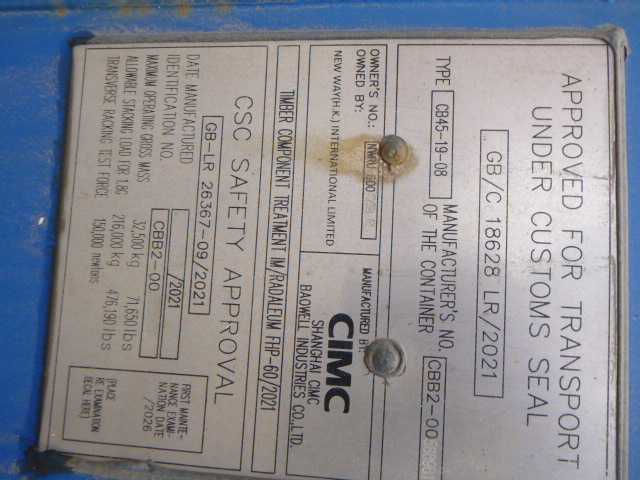 APPROVED FOR TRANSPORT
UNDER CUSTOMS SEAL
GB/C 18628 LR/2021
TYPE CB45-19-08 MANUFACTURER'S NO.
OF THE CONTAINER CBB2-00
OWNER'S NO.:
OWNED BY:
NEW WAY(H.K.) INTERNATIONAL LIMITED
MANUFACTURED BY:
CIMC
SHANGHAI CIMC
BAOWELL INDUSTRIES CO.,LTD.
TIMBER COMPONENT TREATMENT IM/RADALEUM FHP-60/2021
CSC SAFETY APPROVAL
GB-LR 26367-09/2021
DATE MANUFACTURED /2021
IDENTIFICATION NO. CBB2-00
MAXIMUM OPERATING GROSS MASS 32,500 kg 71,650 lbs
ALLOWABLE STACKING LOAD FOR 1.8G 216,000 kg 476,190 lbs
TRANSVERSE RACKING TEST FORCE 150,000 newtons
FIRST MAINTE-
NANCE EXAMI-
NATION DATE
/2026
(PLACE
RE EXAMINATION
DECAL HERE)